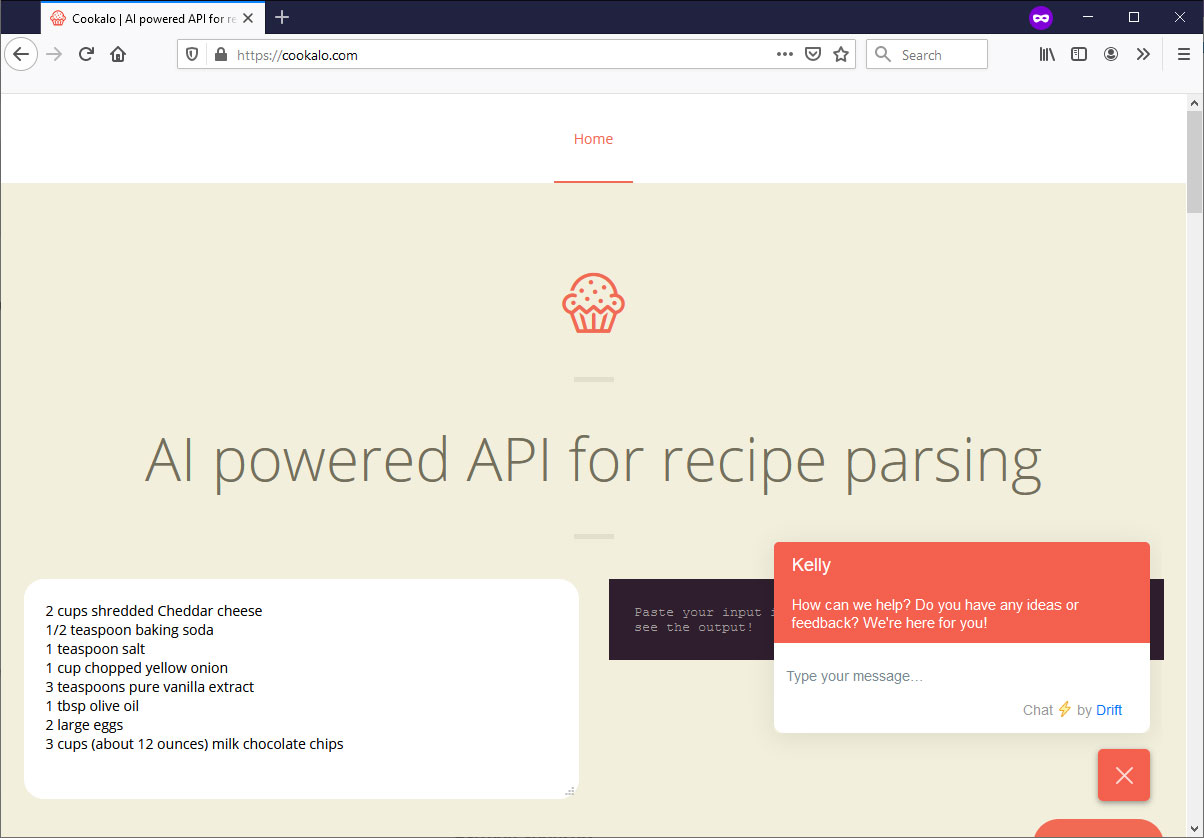 Cookalo | AI powered API for re
https://cookalo.com
Search
Home
AI powered API for recipe parsing
2 cups shredded Cheddar cheese
1/2 teaspoon baking soda
1 teaspoon salt
1 cup chopped yellow onion
3 teaspoons pure vanilla extract
1 tbsp olive oil
2 large eggs
3 cups (about 12 ounces) milk chocolate chips
Paste your input
see the output!
Kelly
How can we help? Do you have any ideas or
feedback? We're here for you!
Type your message...
Chat ⚡ by Drift